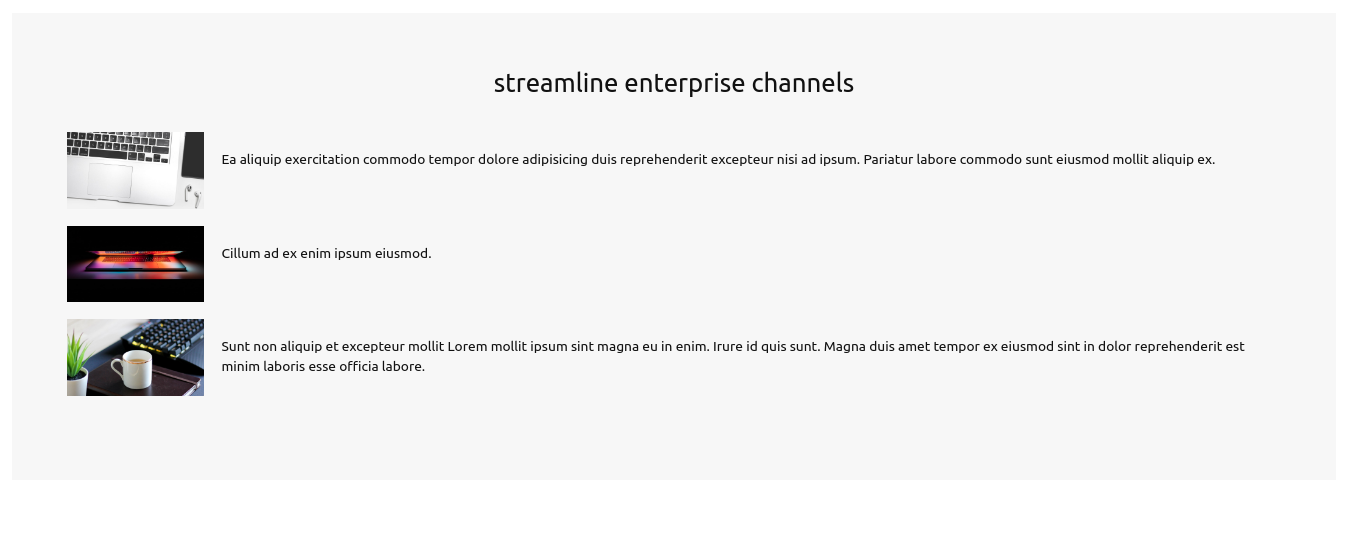 streamline enterprise channels
Ea aliquip exercitation commodo tempor dolore adipisicing duis reprehenderit excepteur nisi ad ipsum. Pariatur labore commodo sunt eiusmod mollit aliquip ex.
Cillum ad ex enim ipsum eiusmod.
Sunt non aliquip et excepteur mollit Lorem mollit ipsum sint magna eu in enim. Irure id quis sunt. Magna duis amet tempor ex eiusmod sint in dolor reprehenderit est
minim laboris esse officia labore.